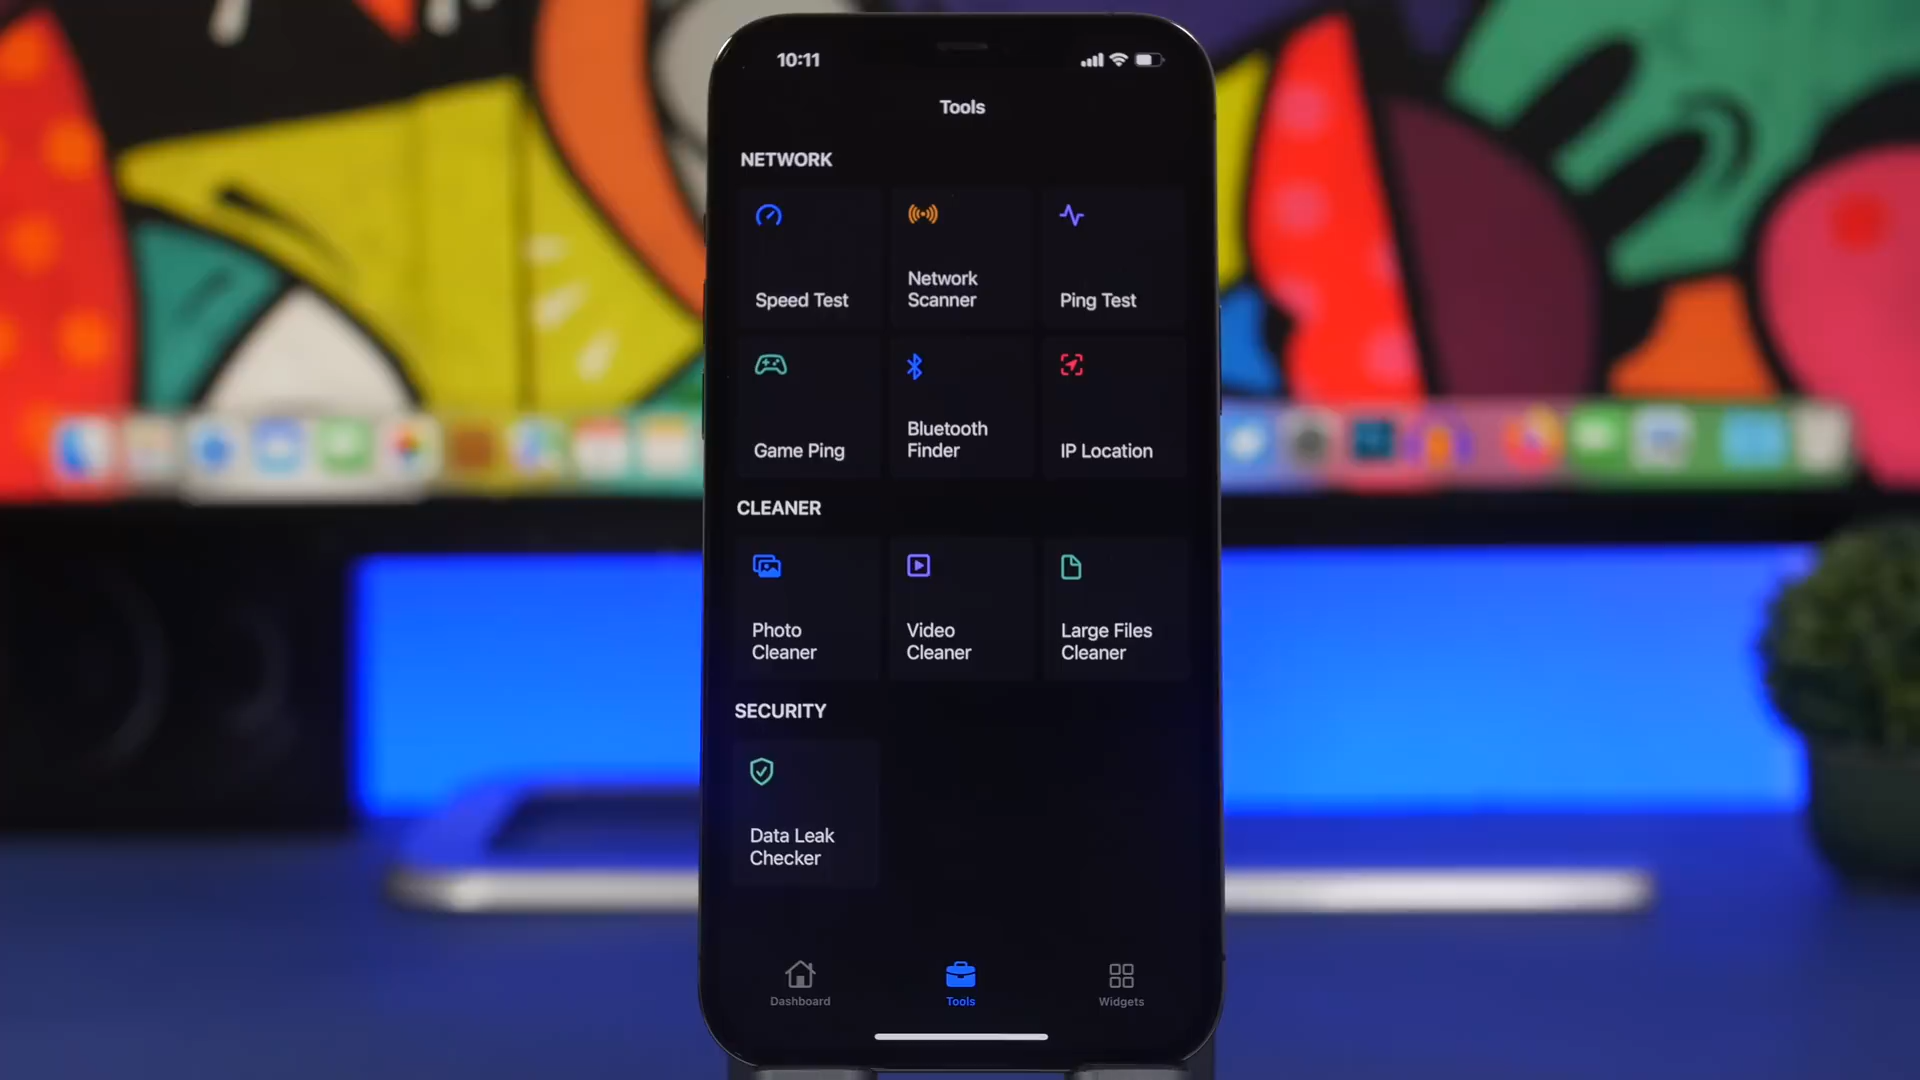 10:11
Tools
NETWORK
Speed Test
Network
Scanner
Ping Test
Game Ping
Bluetooth
Finder
IP Location
CLEANER
Photo
Cleaner
Video
Cleaner
Large Files
Cleaner
SECURITY
Data Leak
Checker
Dashboard
Tools
Widgets